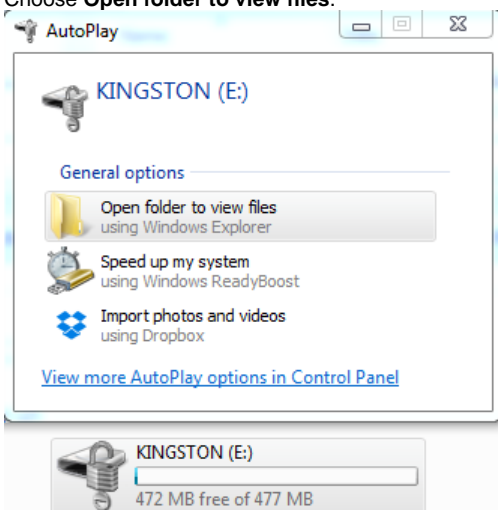 Choose Open folder to view files.
AutoPlay
KINGSTON (E:)
General options
Open folder to view files
using Windows Explorer
Speed up my system
using Windows ReadyBoost
Import photos and videos
using Dropbox
View more AutoPlay options in Control Panel
KINGSTON (E:)
472 MB free of 477 MB